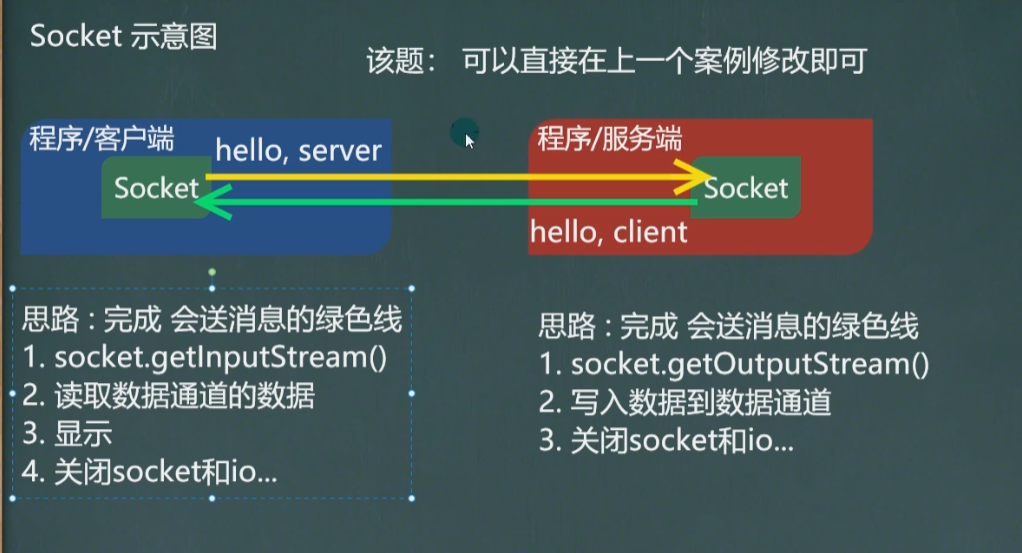 Socket 示意图
该题： 可以直接在上一个案例修改即可
程序/客户端
hello, server
Socket
程序/服务端
Socket
hello, client
思路 : 完成 会送消息的绿色线
1. socket.getInputStream()
2. 读取数据通道的数据
3. 显示
4. 关闭socket和io...
思路 : 完成 会送消息的绿色线
1. socket.getOutputStream()
2. 写入数据到数据通道
3. 关闭socket和io...